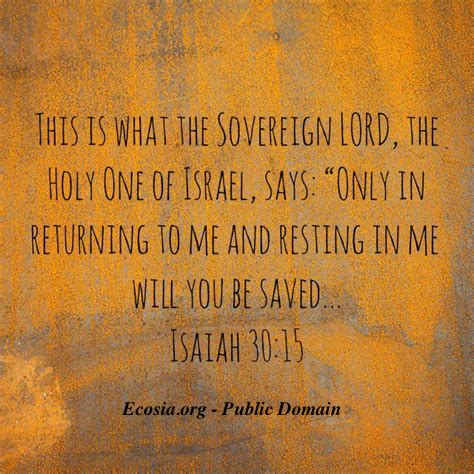 This is what the Sovereign LORD, the
Holy One of Israel, says: “Only in
returning to me and resting in me
will you be saved...
Isaiah 30:15
Ecosia.org - Public Domain